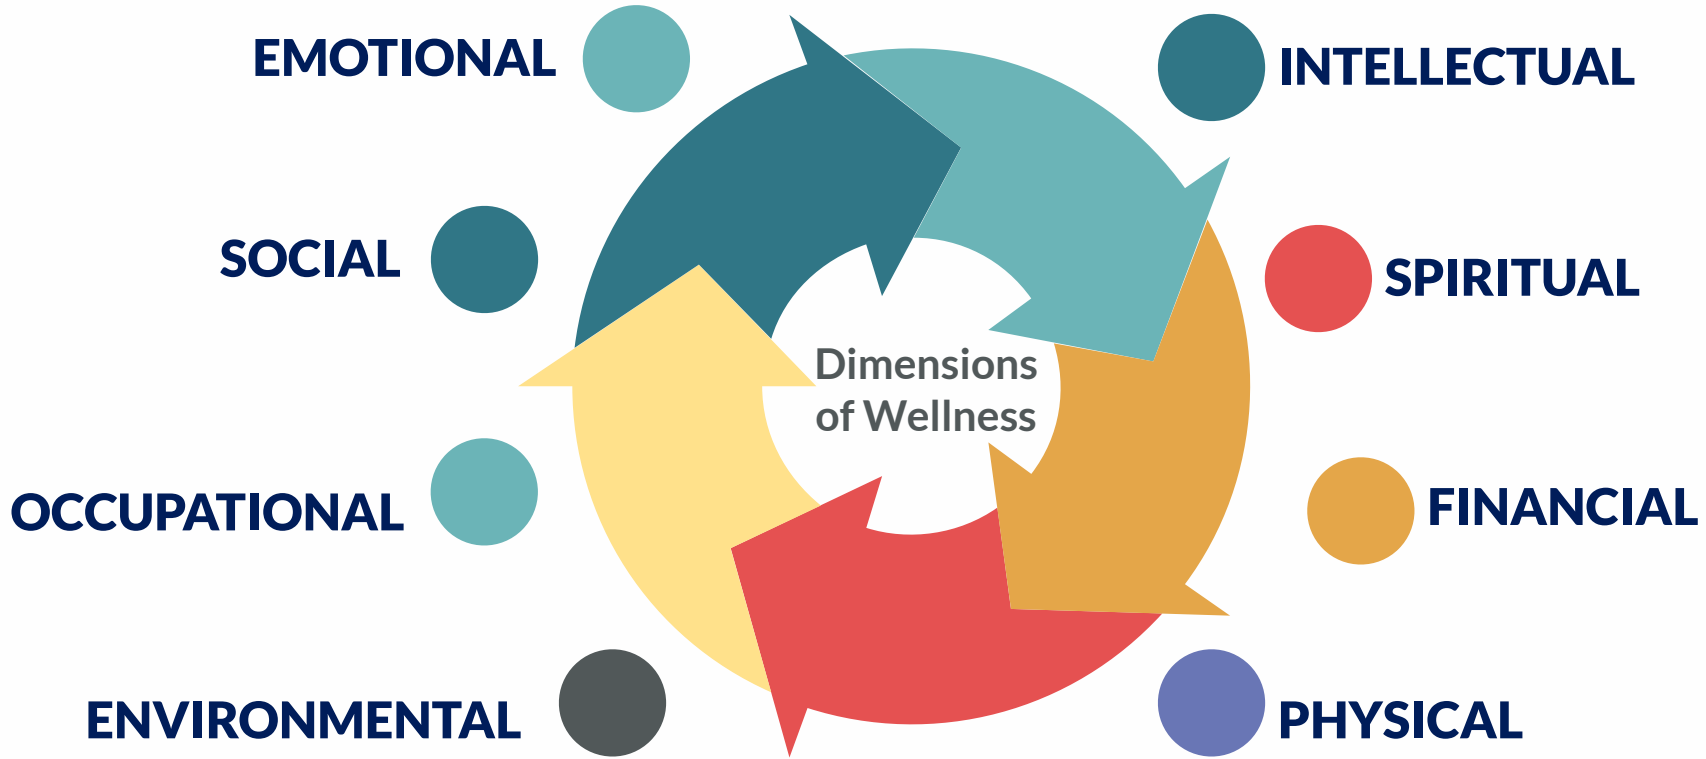 EMOTIONAL
INTELLECTUAL
SOCIAL
SPIRITUAL
Dimensions
of Wellness
OCCUPATIONAL
FINANCIAL
ENVIRONMENTAL
PHYSICAL